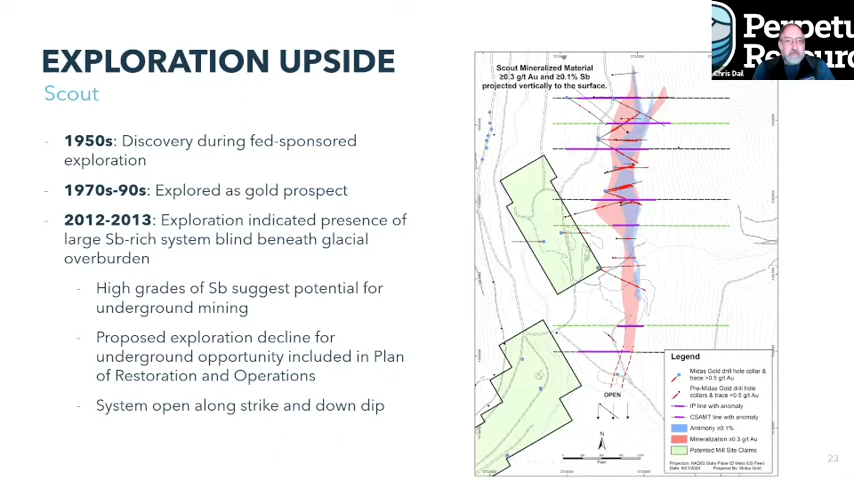 EXPLORATION UPSIDE
Scout
- 1950s: Discovery during fed-sponsored
exploration
- 1970s-90s: Explored as gold prospect
- 2012-2013: Exploration indicated presence of
large Sb-rich system blind beneath glacial
overburden
- High grades of Sb suggest potential for
underground mining
- Proposed exploration decline for
underground opportunity included in Plan
of Restoration and Operations
- System open along strike and down dip
Scout Mineralized Material
≥0.3 g/t Au and ≥0.1% Sb
projected vertically to the surface.
OPEN
N
Feet
Legend
Midas Gold drill hole collar &
trace >0.5 g/t Au
Pre-Midas Gold drill hole
collars & trace >0.5 g/t Au
IP line with anomaly
CSAMT line with anomaly
Antimony ≥0.1%
Mineralization ≥0.3 g/t Au
Patented Mill Site Claims
Perpetu
Resourc
Chris Dail
23